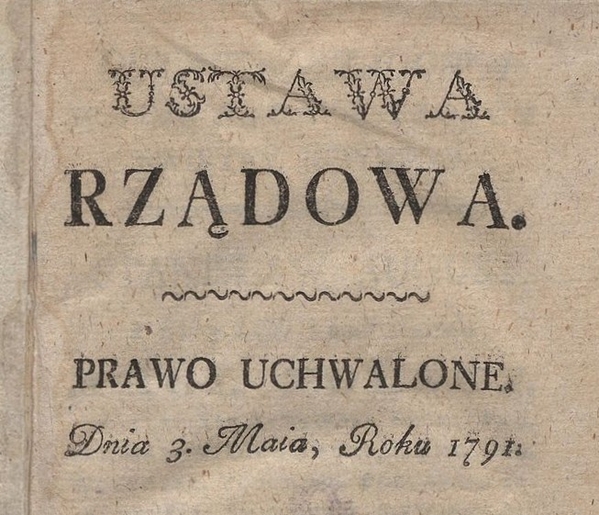 USTAWA
RZĄDOWA.
PRAWO UCHWALONE.
Dnia 3. Maia, Roku 1791.